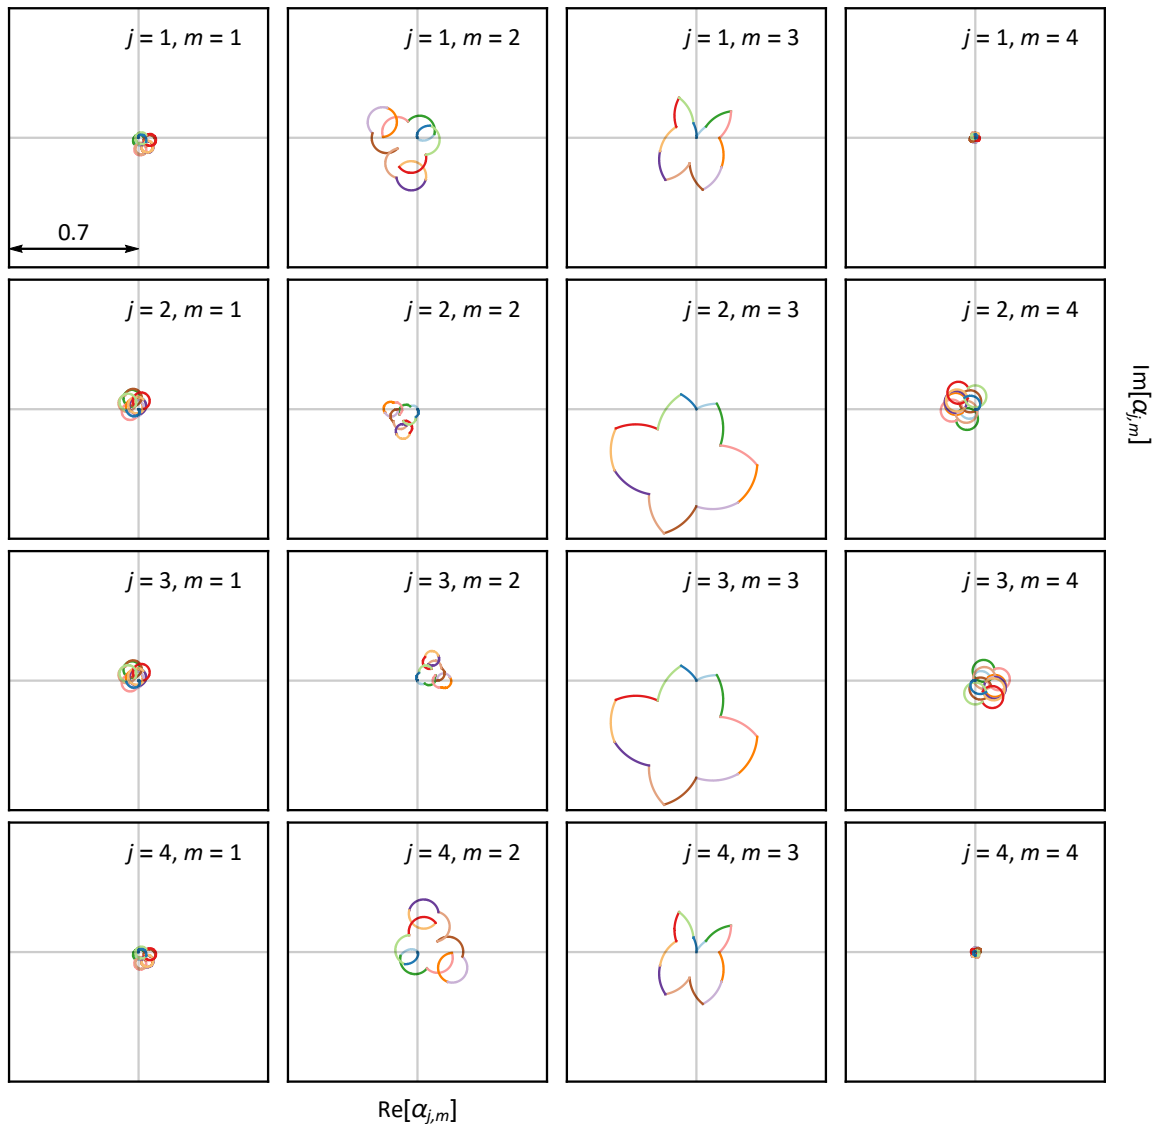 j = 1, m = 1
j = 1, m = 2
j = 1, m = 3
j = 1, m = 4
0.7
j = 2, m = 1
j = 2, m = 2
j = 2, m = 3
j = 2, m = 4
Im[αj,m]
j = 3, m = 1
j = 3, m = 2
j = 3, m = 3
j = 3, m = 4
j = 4, m = 1
j = 4, m = 2
j = 4, m = 3
j = 4, m = 4
Re[αj,m]